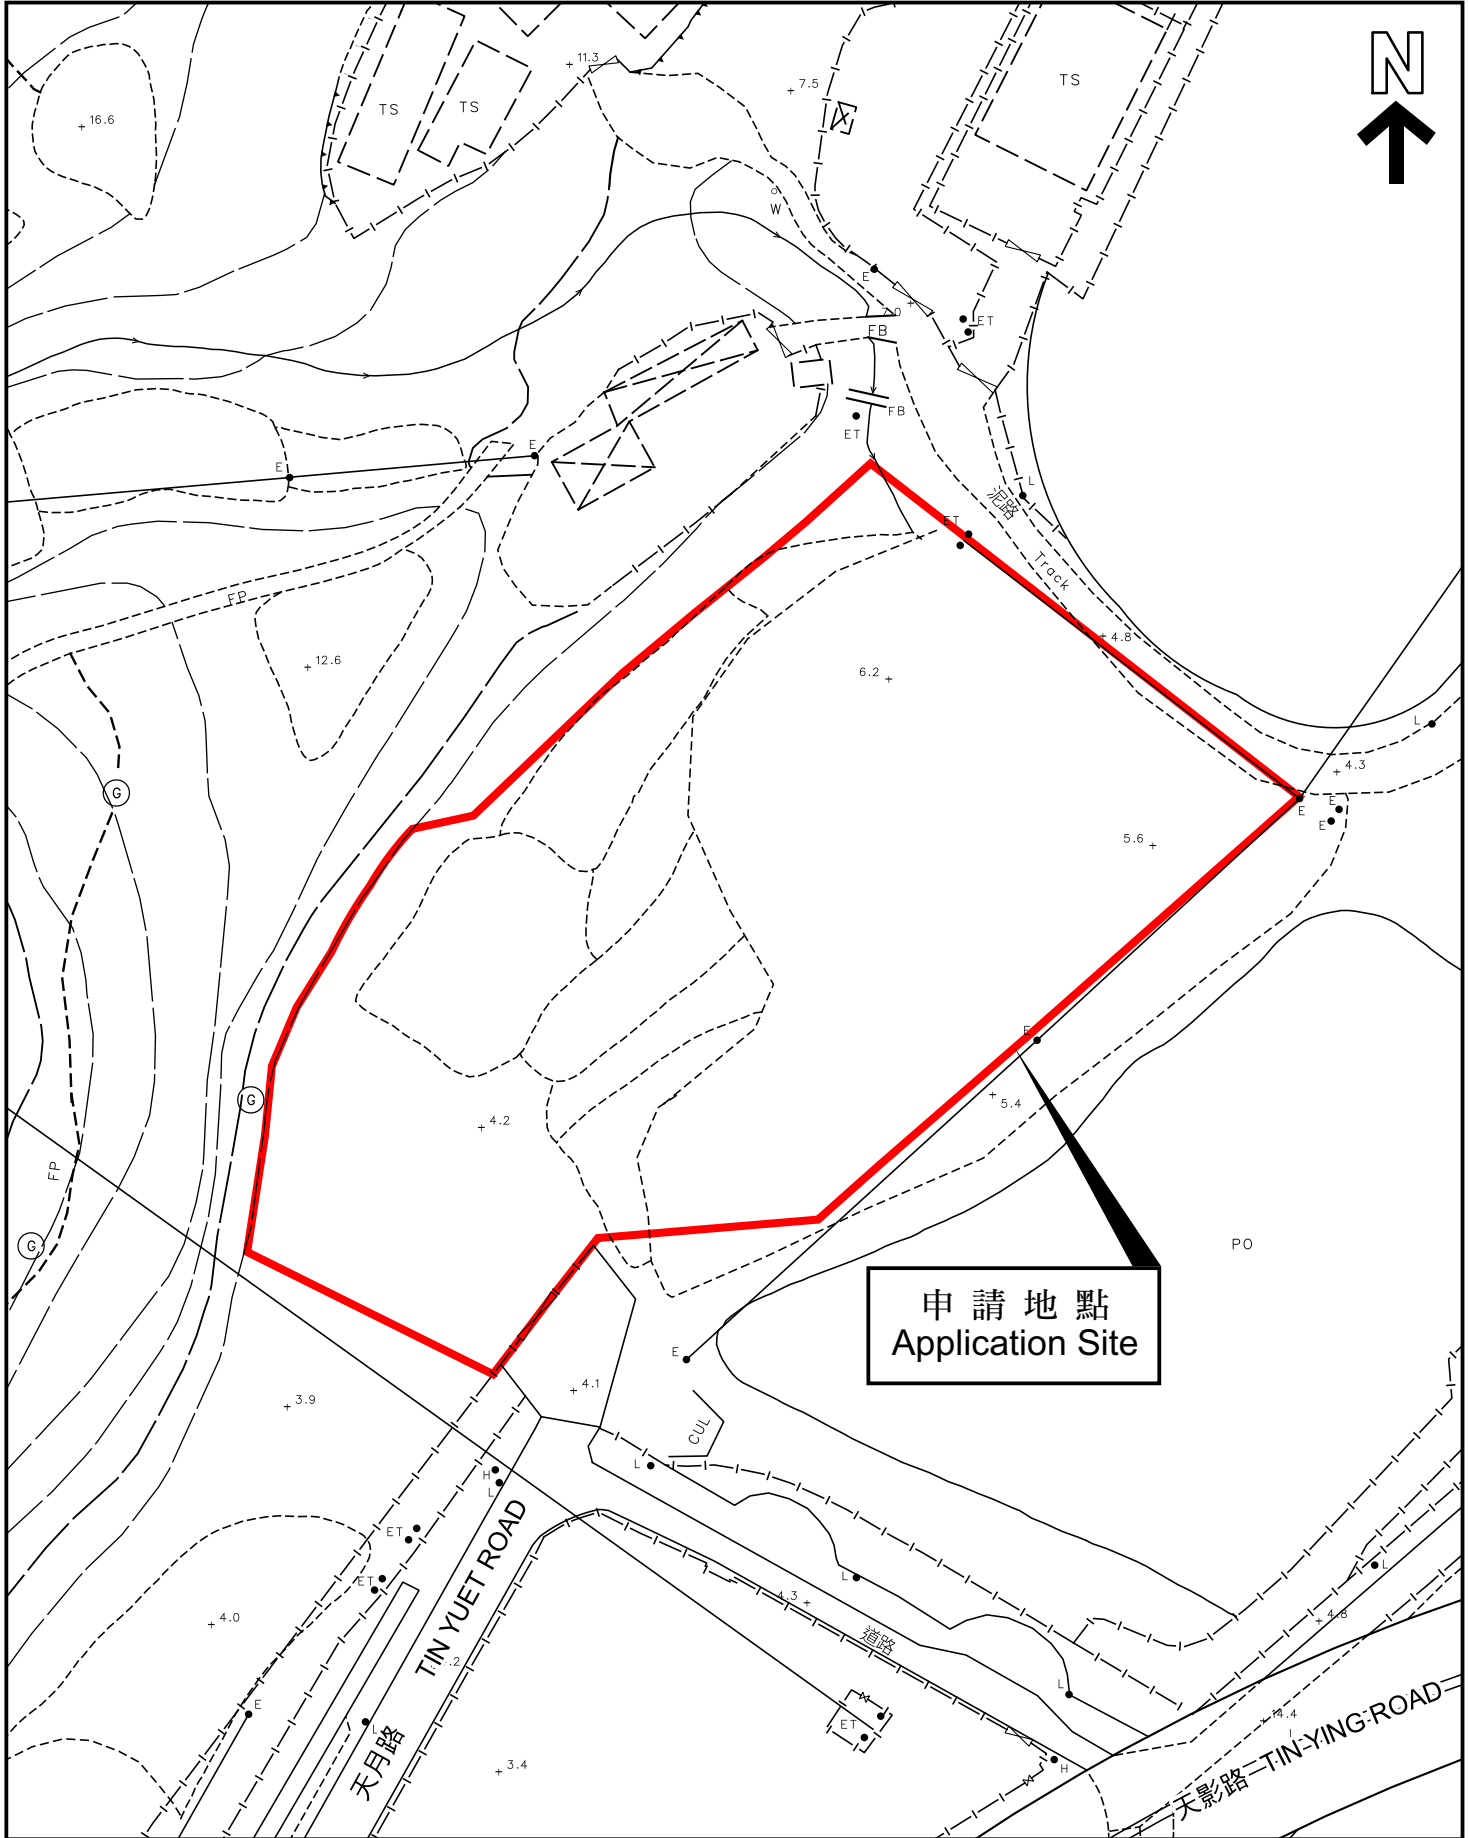 N
11.3
7.5
TS
TS
TS
16.6
W
E
7.0
ET
FB
FB
ET
E
E
L
泥路
ET
Track
FP
4.8
12.6
6.2
L
4.3
G
E
E
E
5.6
E
G
5.4
4.2
FP
G
PO
申請地點
Application Site
E
4.1
3.9
CUL
L
H
L
ET
ET
TIN YUET ROAD
L
L
4.3
4.8
4.0
道路
.2
E
L
L
ET
14.4
天影路 TIN YING ROAD
天月路
3.4
H